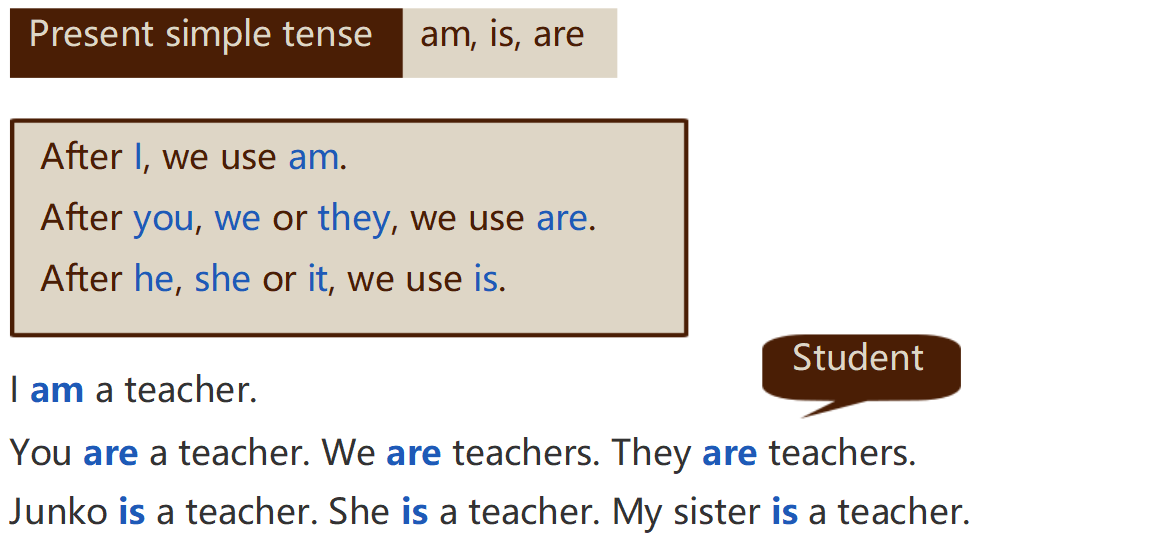 Present simple tense am, is, are
After I, we use am.
After you, we or they, we use are.
After he, she or it, we use is.
Student
I am a teacher.
You are a teacher. We are teachers. They are teachers.
Junko is a teacher. She is a teacher. My sister is a teacher.